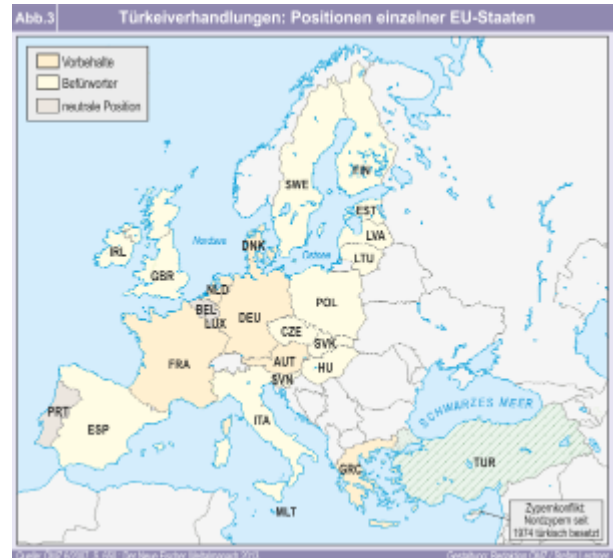 Abb.3
Türkeiverhandlungen: Positionen einzelner EU-Staaten
Vorbehalte
Befürworter
neutrale Position
FIN
SWE
EST
LVA
LTU
Nordsee
DNK
Ostsee
IRL
GBR
NLD
BEL
LUX
DEU
POL
CZE
SVK
AUT
HU
SVN
FRA
PRT
ESP
ITA
SCHWARZES MEER
GRC
TUR
MLT
Zypernkonflikt:
Nordzypern seit
1974 türkisch besetzt